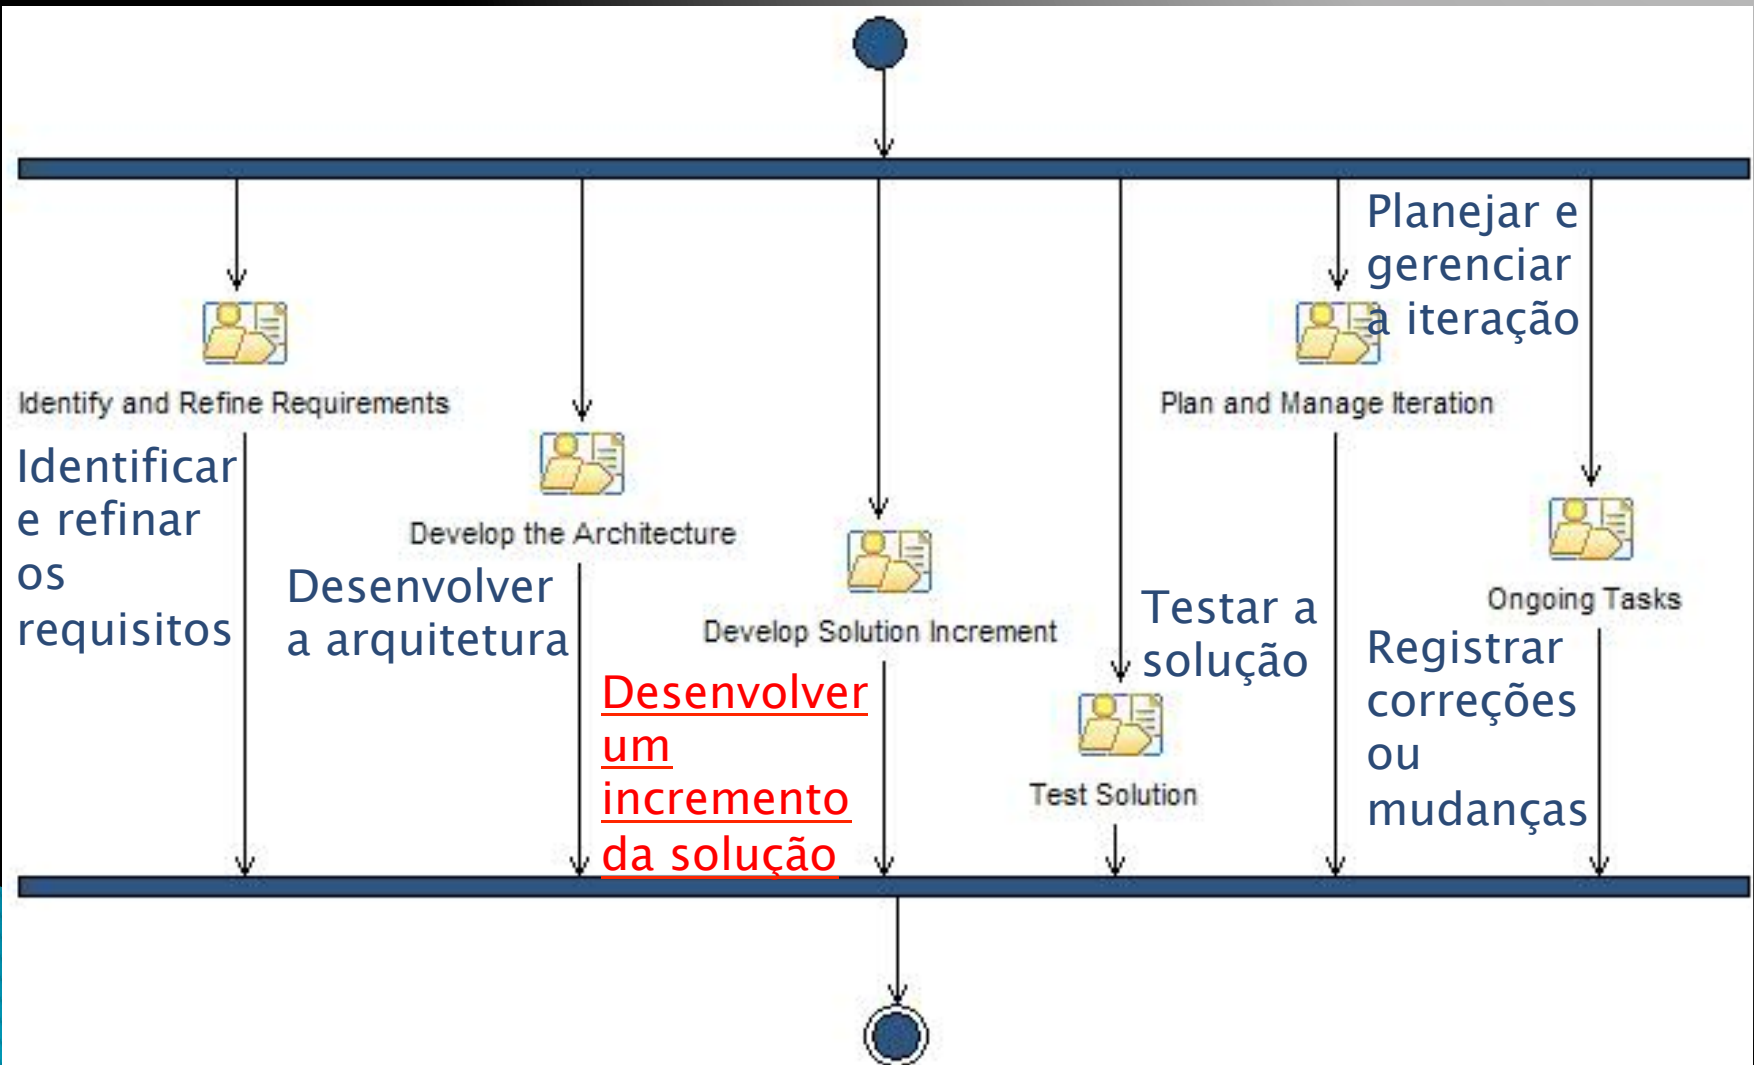 Planejar e
gerenciar
a iteração
Identify and Refine Requirements
Plan and Manage Iteration
Identificar
e refinar
os
requisitos
Develop the Architecture
Desenvolver
a arquitetura
Develop Solution Increment
Desenvolver
um
incremento
da solução
Testar a
solução
Test Solution
Ongoing Tasks
Registrar
correções
ou
mudanças